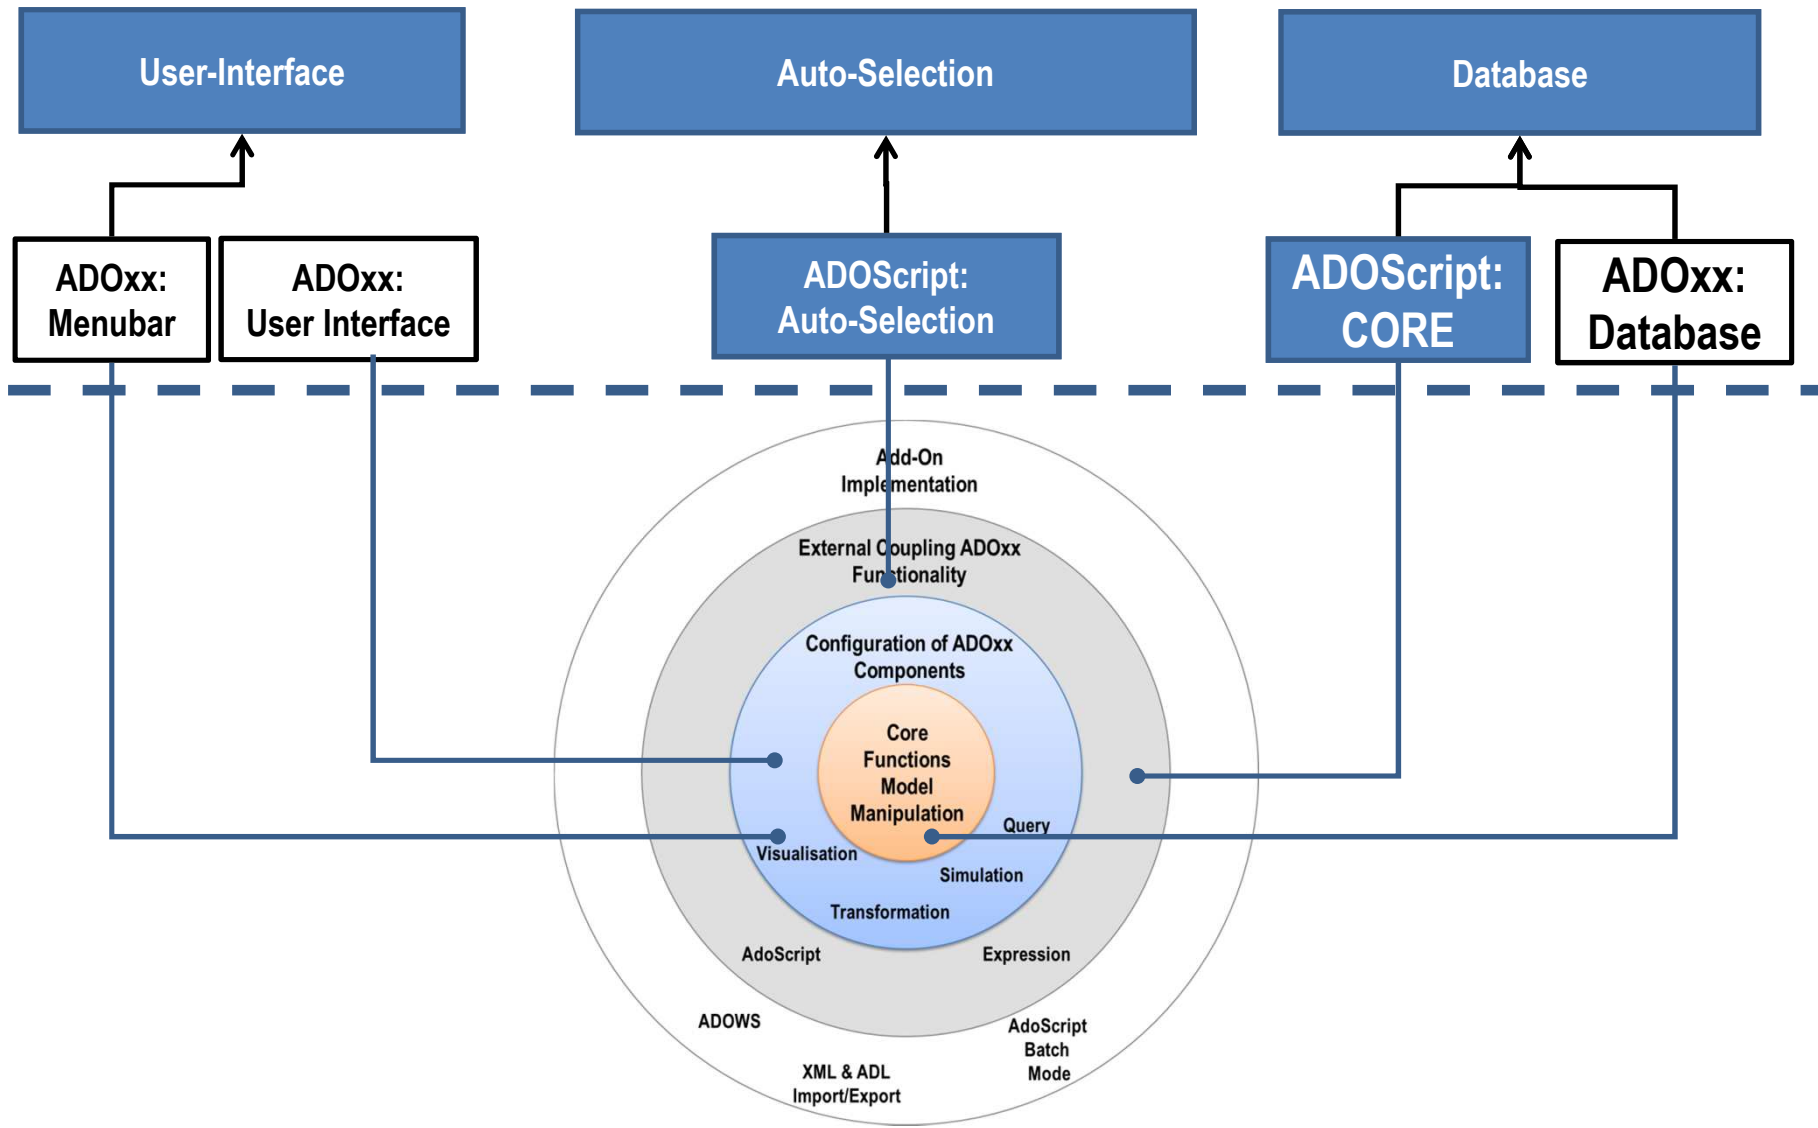 User-Interface
Auto-Selection
Database
ADOxx:
Menubar
ADOxx:
User Interface
ADOScript:
Auto-Selection
ADOScript:
CORE
ADOxx:
Database
Add-On
Implementation
External Coupling ADOxx
Functionality
Configuration of ADOxx
Components
Core
Functions
Model
Manipulation
Query
Visualisation
Simulation
Transformation
AdoScript
Expression
ADOWS
AdoScript
Batch
Mode
XML & ADL
Import/Export